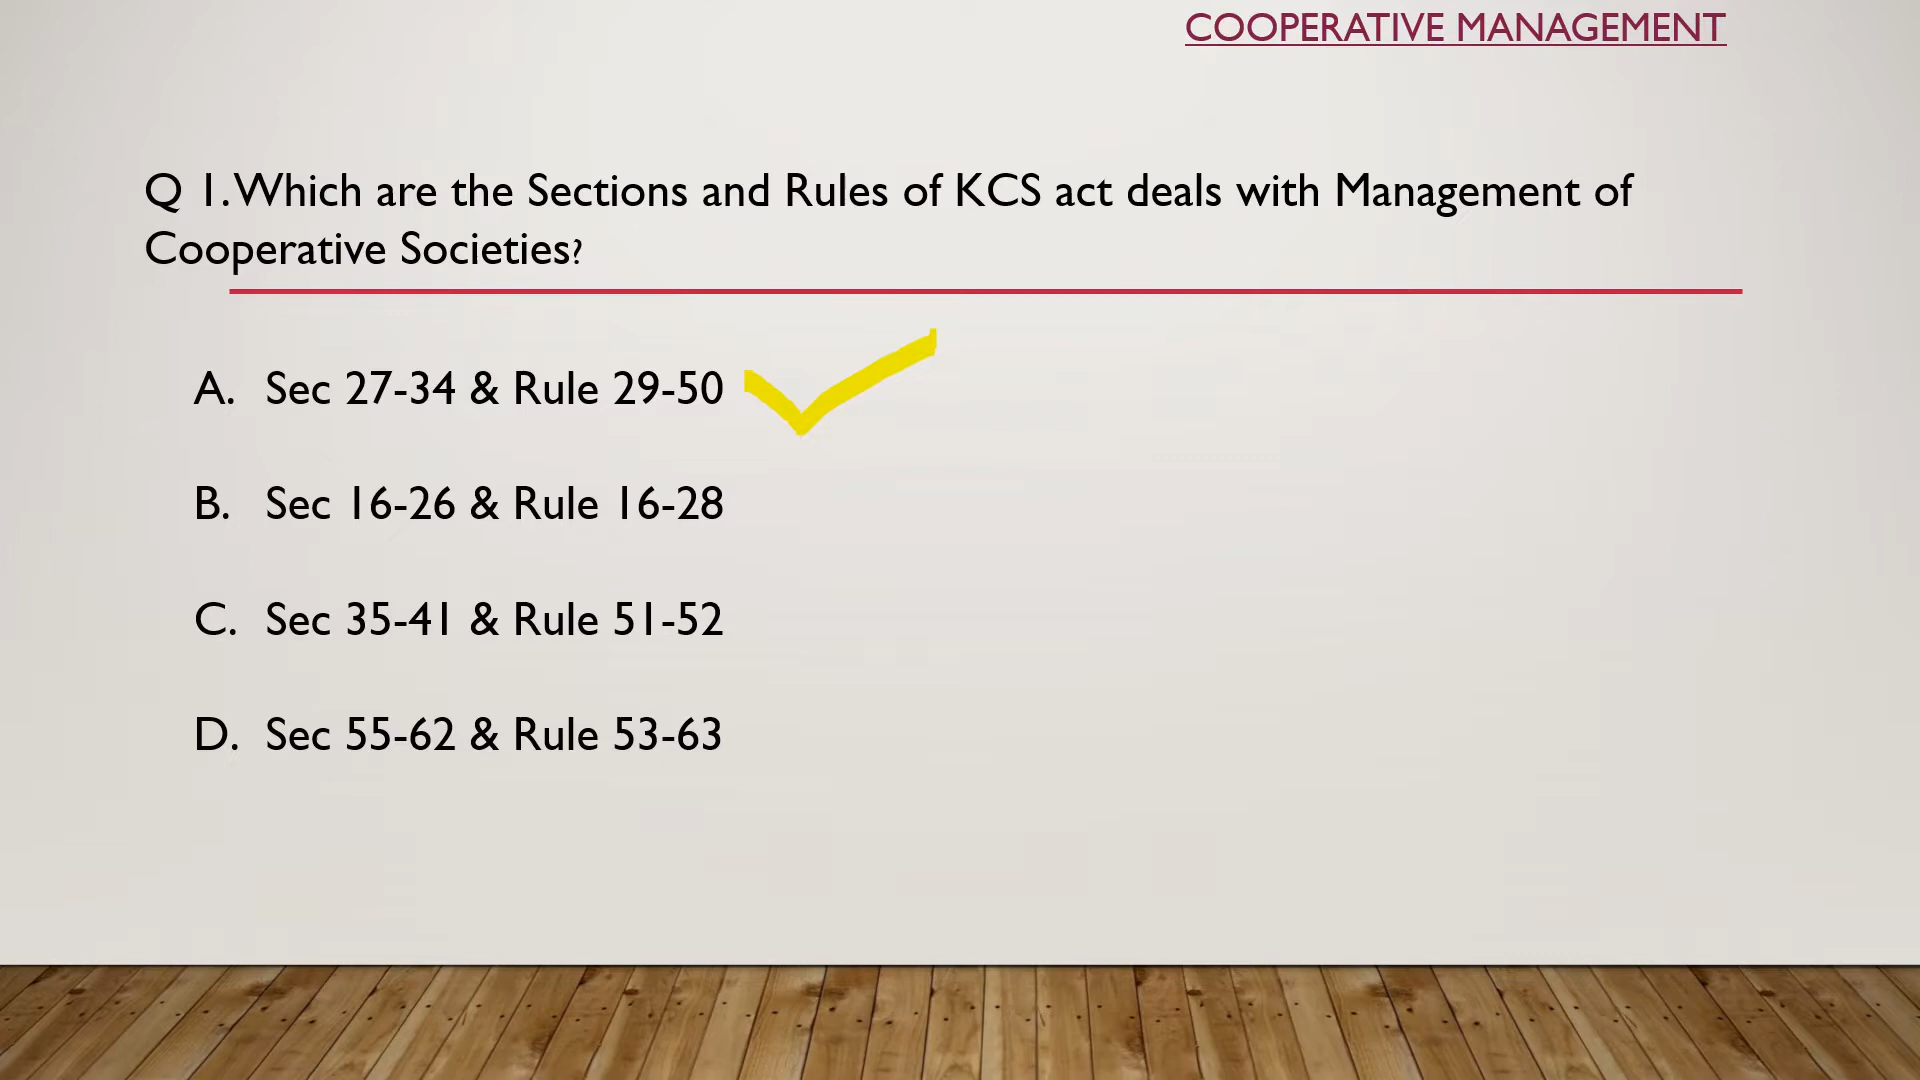 COOPERATIVE MANAGEMENT
Q 1. Which are the Sections and Rules of KCS act deals with Management of
Cooperative Societies?
A. Sec 27-34 & Rule 29-50
B. Sec 16-26 & Rule 16-28
C. Sec 35-41 & Rule 51-52
D. Sec 55-62 & Rule 53-63